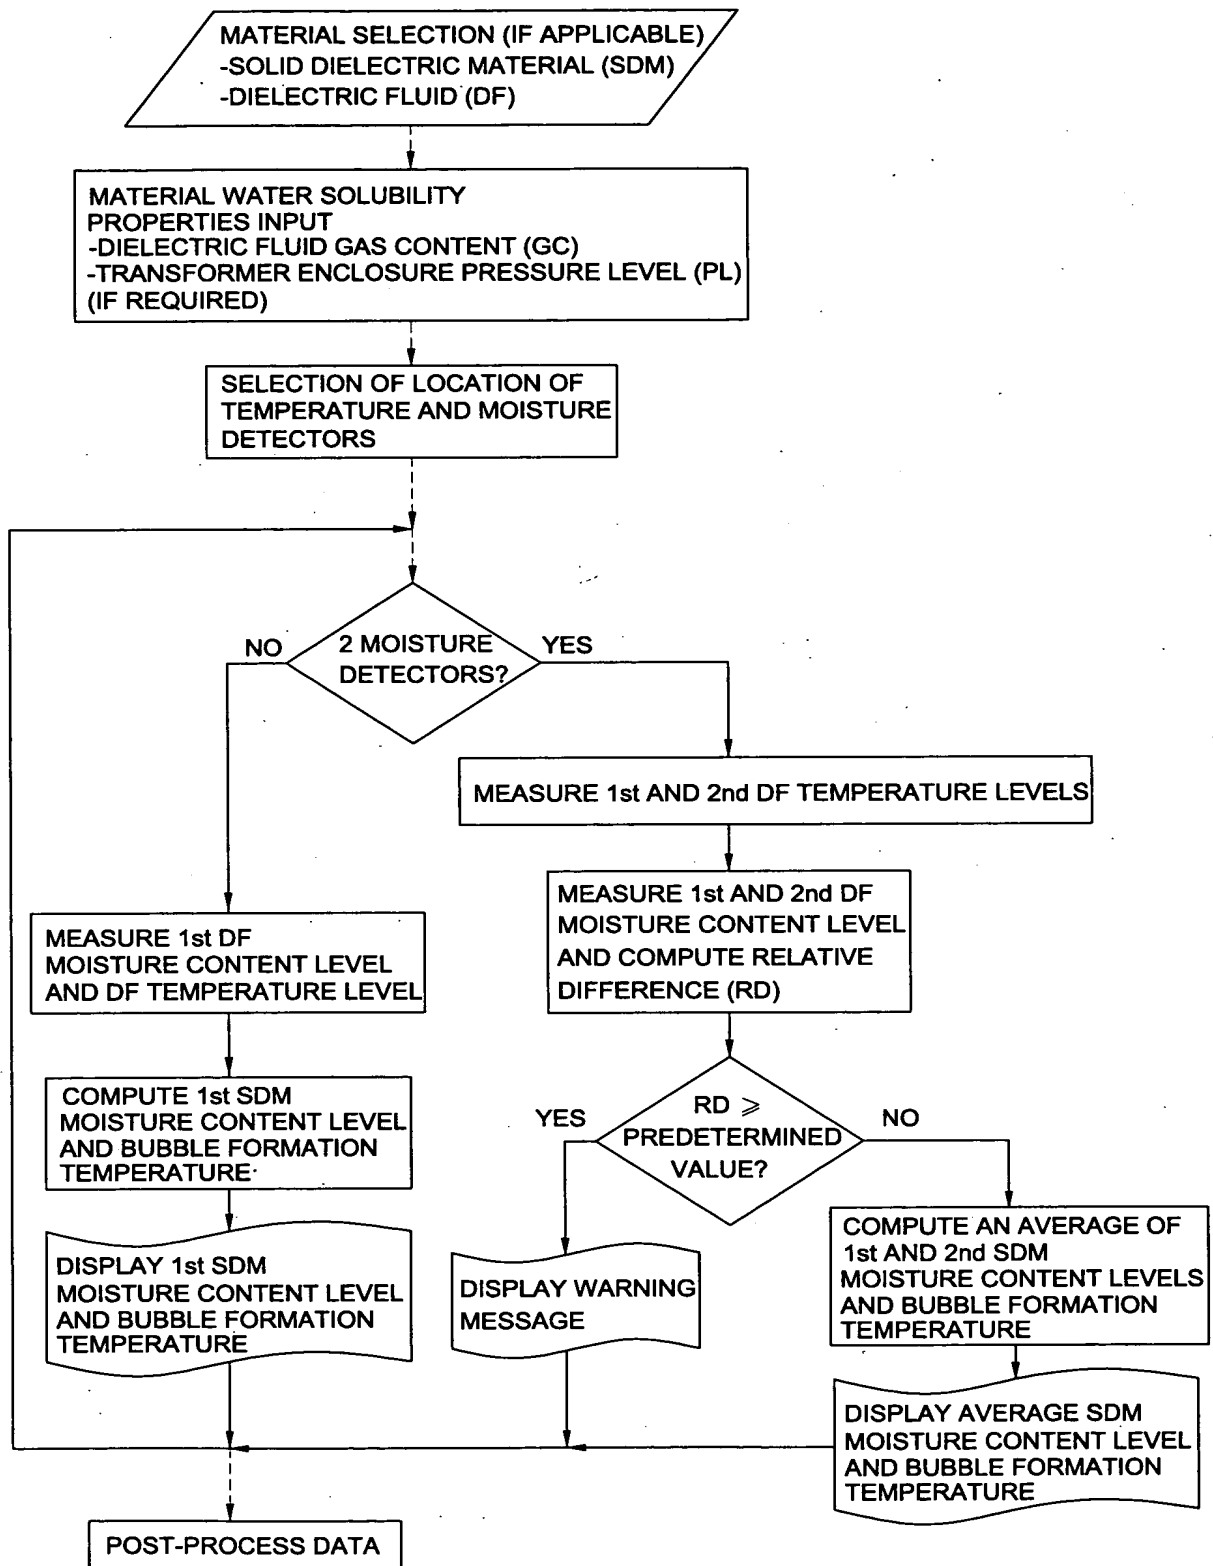 MATERIAL SELECTION (IF APPLICABLE)
-SOLID DIELECTRIC MATERIAL (SDM)
-DIELECTRIC FLUID (DF)
MATERIAL WATER SOLUBILITY
PROPERTIES INPUT
-DIELECTRIC FLUID GAS CONTENT (GC)
-TRANSFORMER ENCLOSURE PRESSURE LEVEL (PL)
(IF REQUIRED)
SELECTION OF LOCATION OF
TEMPERATURE AND MOISTURE
DETECTORS
2 MOISTURE
DETECTORS?
NO
YES
MEASURE 1st AND 2nd DF TEMPERATURE LEVELS
MEASURE 1st AND 2nd DF
MOISTURE CONTENT LEVEL
AND COMPUTE RELATIVE
DIFFERENCE (RD)
MEASURE 1st DF
MOISTURE CONTENT LEVEL
AND DF TEMPERATURE LEVEL
COMPUTE 1st SDM
MOISTURE CONTENT LEVEL
AND BUBBLE FORMATION
TEMPERATURE
RD ⩾
PREDETERMINED
VALUE?
YES
NO
DISPLAY 1st SDM
MOISTURE CONTENT LEVEL
AND BUBBLE FORMATION
TEMPERATURE
DISPLAY WARNING
MESSAGE
COMPUTE AN AVERAGE OF
1st AND 2nd SDM
MOISTURE CONTENT LEVELS
AND BUBBLE FORMATION
TEMPERATURE
DISPLAY AVERAGE SDM
MOISTURE CONTENT LEVEL
AND BUBBLE FORMATION
TEMPERATURE
POST-PROCESS DATA